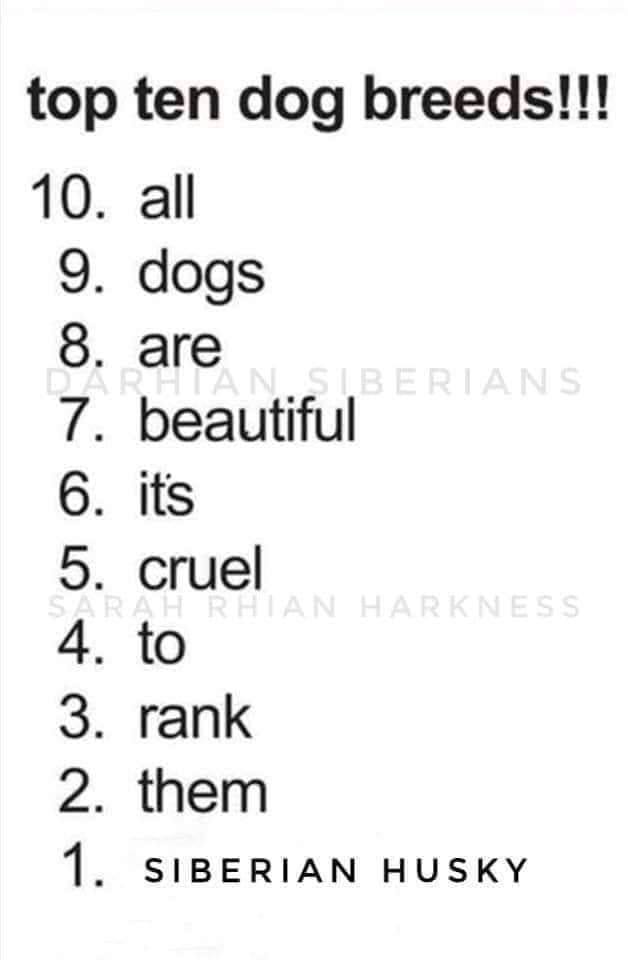 top ten dog breeds!!!
10. all
9. dogs
8. are
DARHIAN SIBERIANS
7. beautiful
6. it's
5. cruel
SARAH RHIAN HARKNESS
4. to
3. rank
2. them
1. SIBERIAN HUSKY